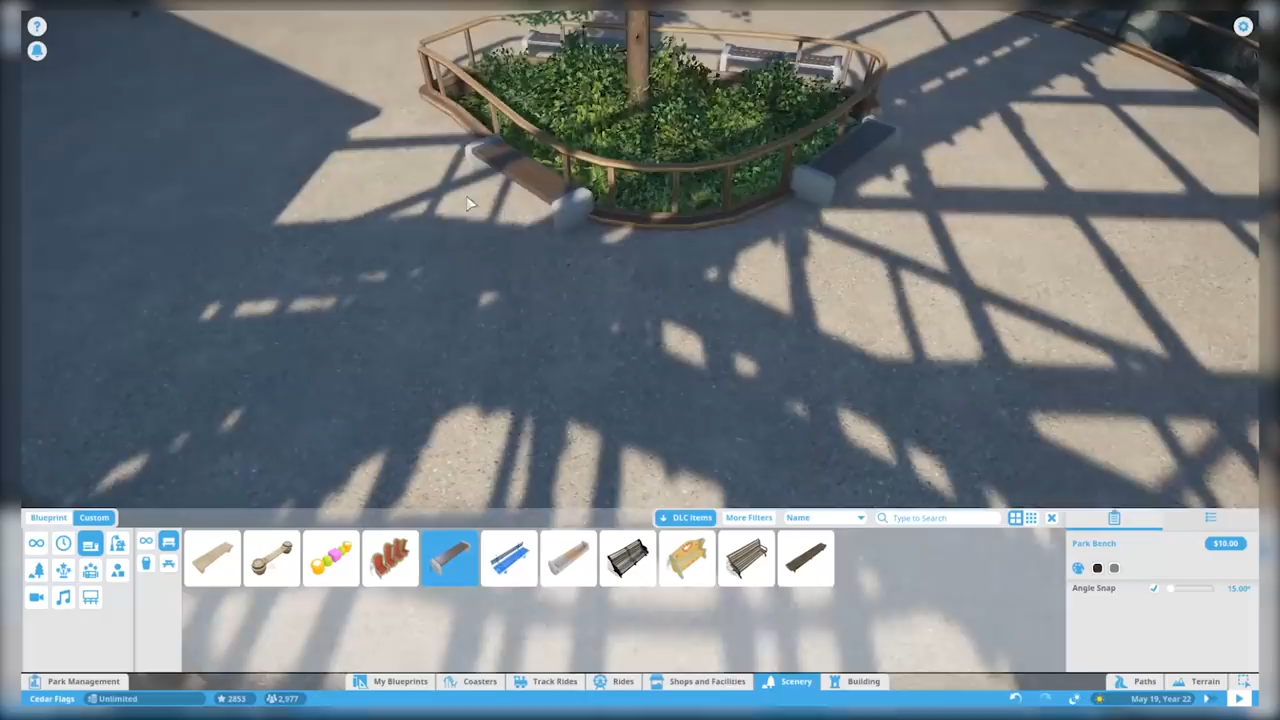 ?
Blueprint Custom DLC Items More Filters Name Type to Search
Park Bench $10.00
Angle Snap 15.00°
Park Management My Blueprints Coasters Track Rides Rides Shops and Facilities Scenery Building Paths Terrain
Cedar Flags Unlimited 2853 2,977 May 19, Year 22